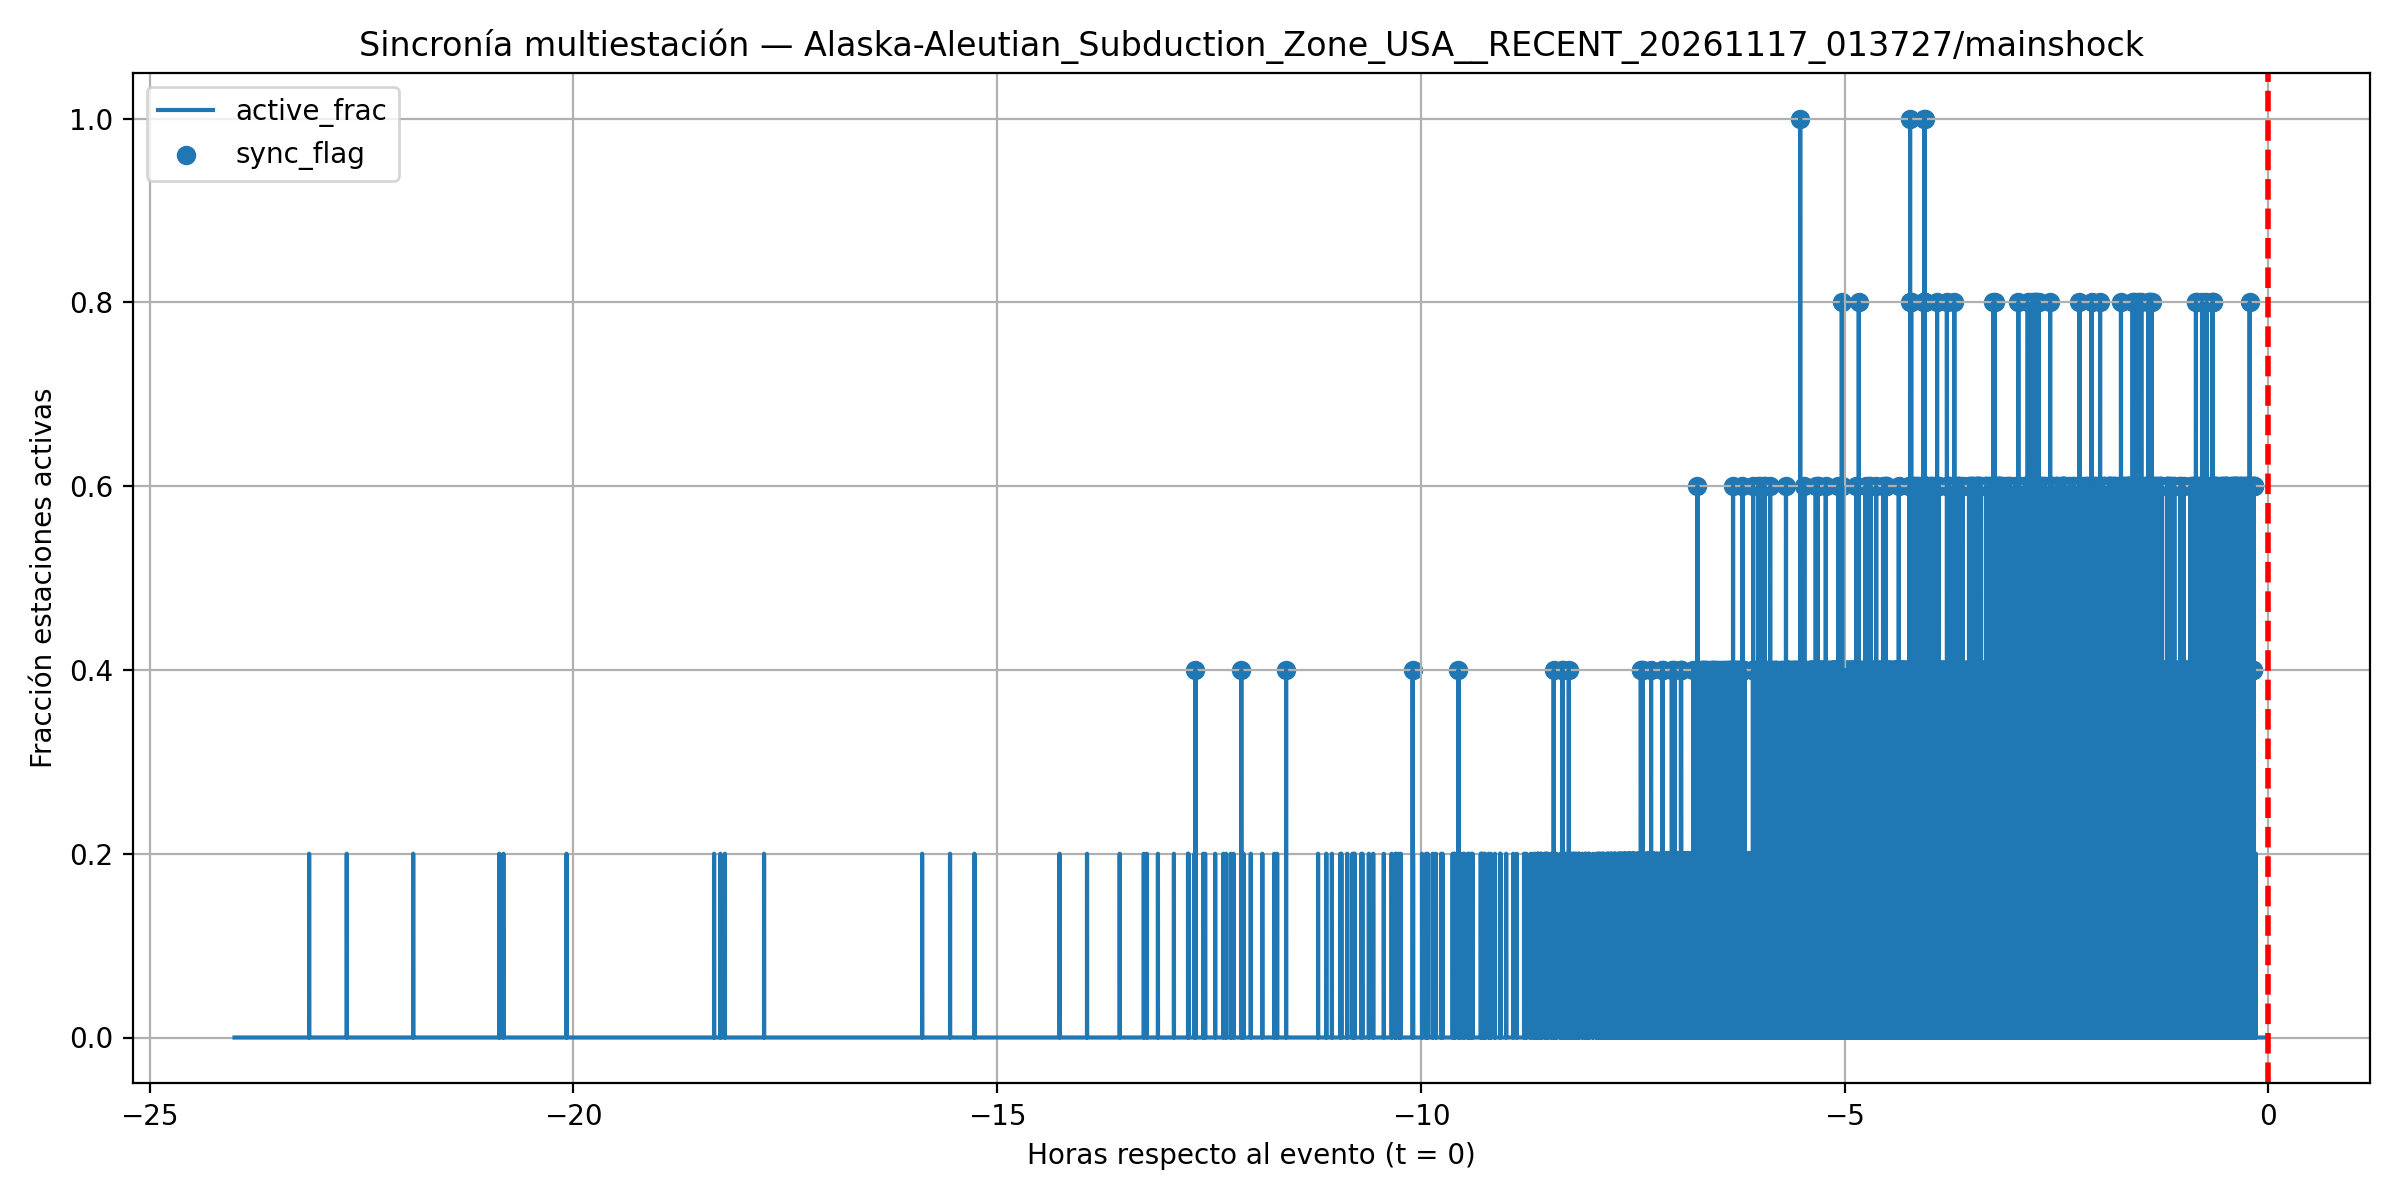 Sincronía multiestación — Alaska-Aleutian_Subduction_Zone_USA__RECENT_20261117_013727/mainshock
active_frac
sync_flag
1.0
0.8
0.6
0.4
0.2
0.0
Fracción estaciones activas
−25
−20
−15
−10
−5
0
Horas respecto al evento (t = 0)